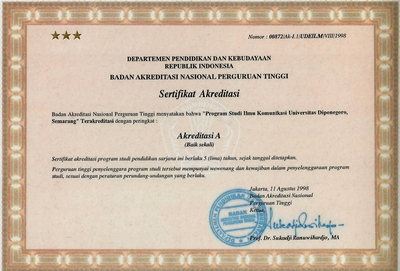 Nomor : 00872/Ak-I.1/UDEILM/VIII/1998
DEPARTEMEN PENDIDIKAN DAN KEBUDAYAAN
REPUBLIK INDONESIA
BADAN AKREDITASI NASIONAL PERGURUAN TINGGI
Sertifikat Akreditasi
Badan Akreditasi Nasional Perguruan Tinggi menyatakan bahwa "Program Studi Ilmu Komunikasi Universitas Diponegoro,
Semarang" Terakreditasi dengan peringkat :
Akreditasi A
(Baik sekali)
Sertifikat akreditasi program studi pendidikan sarjana ini berlaku 5 (lima) tahun, sejak tanggal ditetapkan.
Perguruan tinggi penyelenggara program studi tersebut mempunyai wewenang dan kewajiban dalam penyelenggaraan program
studi, sesuai dengan peraturan perundang-undangan yang berlaku.
Jakarta, 11 Agustus 1998
Badan Akreditasi Nasional
Perguruan Tinggi
Ketua,
BADAN
Prof. Dr. Sukadji Ranuwihardjo, MA